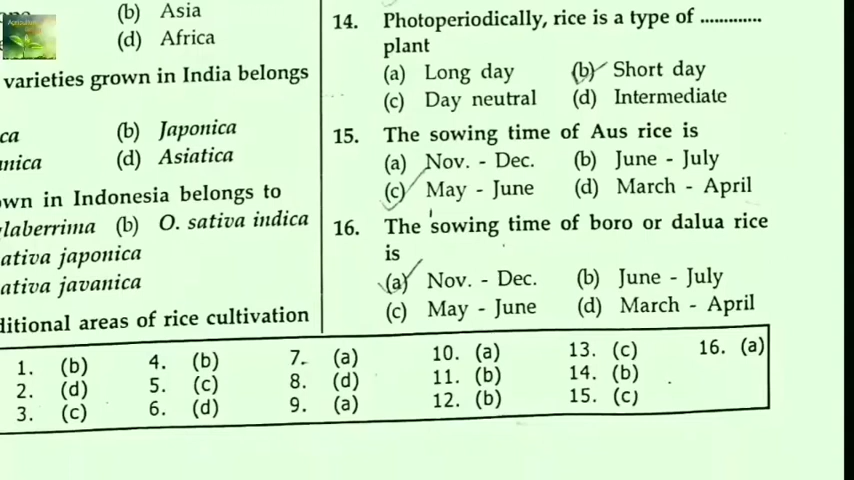 (b) Asia
(d) Africa
varieties grown in India belongs
(b) Japonica
(d) Asiatica
in Indonesia belongs to
(b) O. sativa indica
japonica
javanica
areas of rice cultivation
14. Photoperiodically, rice is a type of .............
plant
(a) Long day (b) Short day
(c) Day neutral (d) Intermediate
15. The sowing time of Aus rice is
(a) Nov. - Dec. (b) June - July
(c) May - June (d) March - April
16. The sowing time of boro or dalua rice
is
(a) Nov. - Dec. (b) June - July
(c) May - June (d) March - April
1. (b) 4. (b) 7. (a) 10. (a) 13. (c) 16. (a)
2. (d) 5. (c) 8. (d) 11. (b) 14. (b)
3. (c) 6. (d) 9. (a) 12. (b) 15. (c)